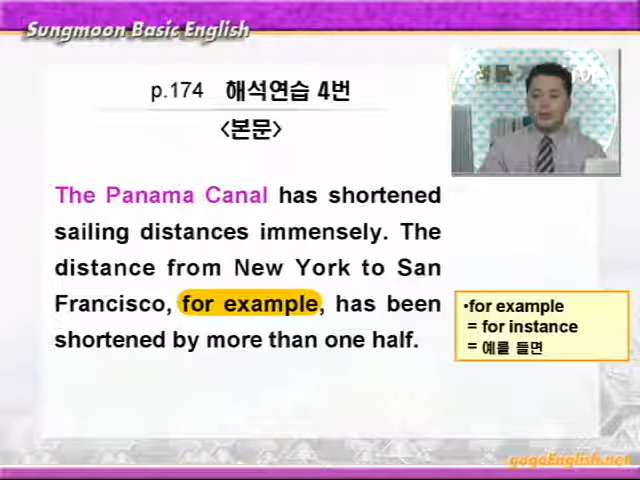 Sungmoon Basic English
p.174 해석연습 4번
<본문>
The Panama Canal has shortened
sailing distances immensely. The
distance from New York to San
Francisco, for example, has been
shortened by more than one half.
•for example
= for instance
= 예를 들면
gogoEnglish.net